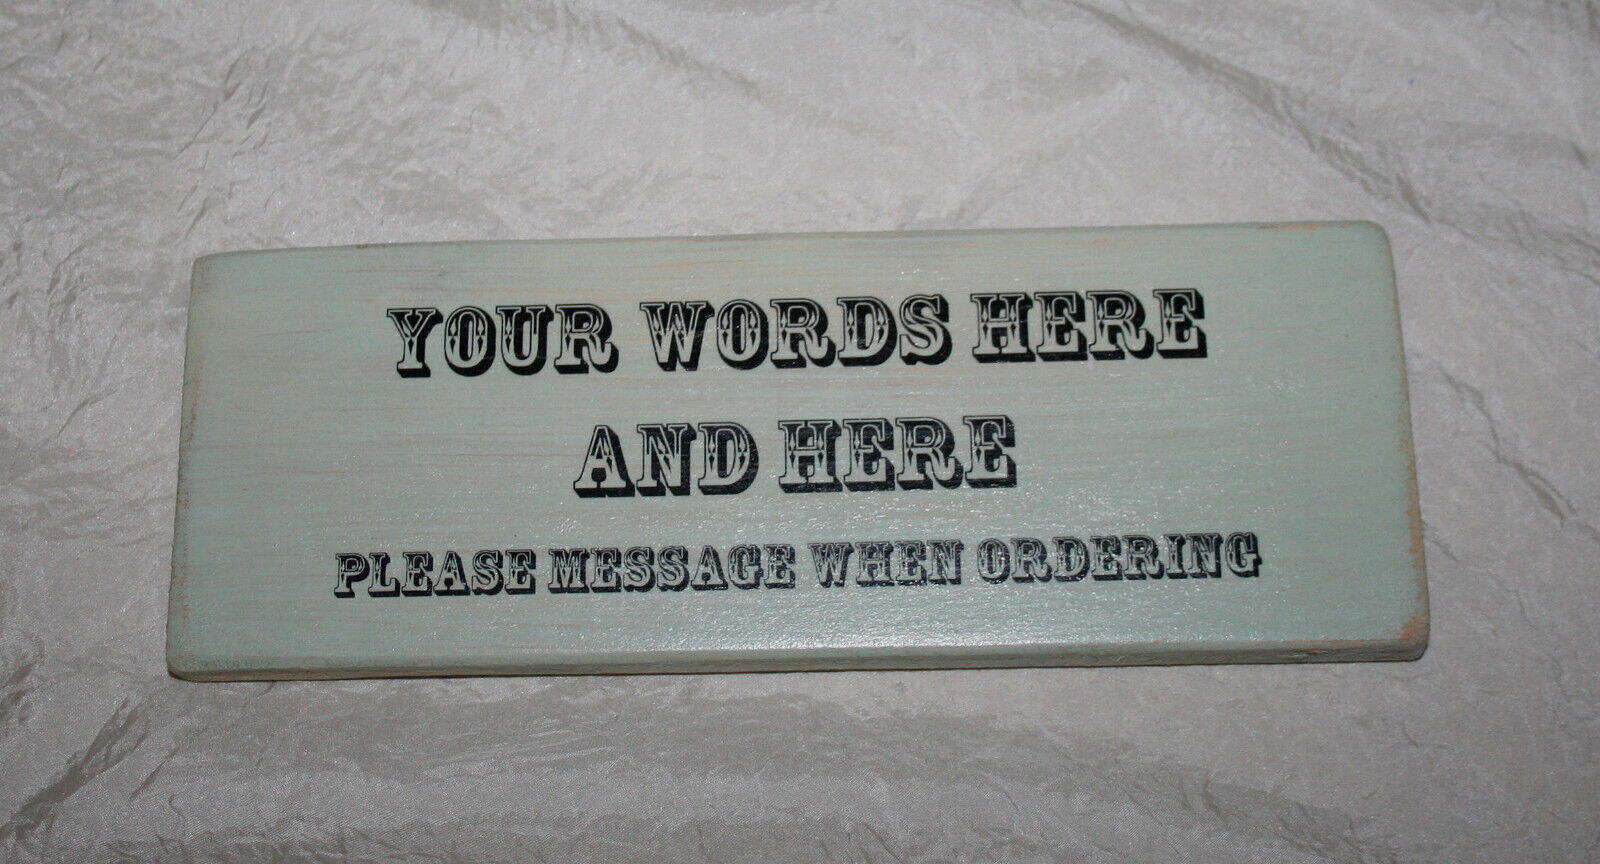 YOUR WORDS HERE
AND HERE
PLEASE MESSAGE WHEN ORDERING